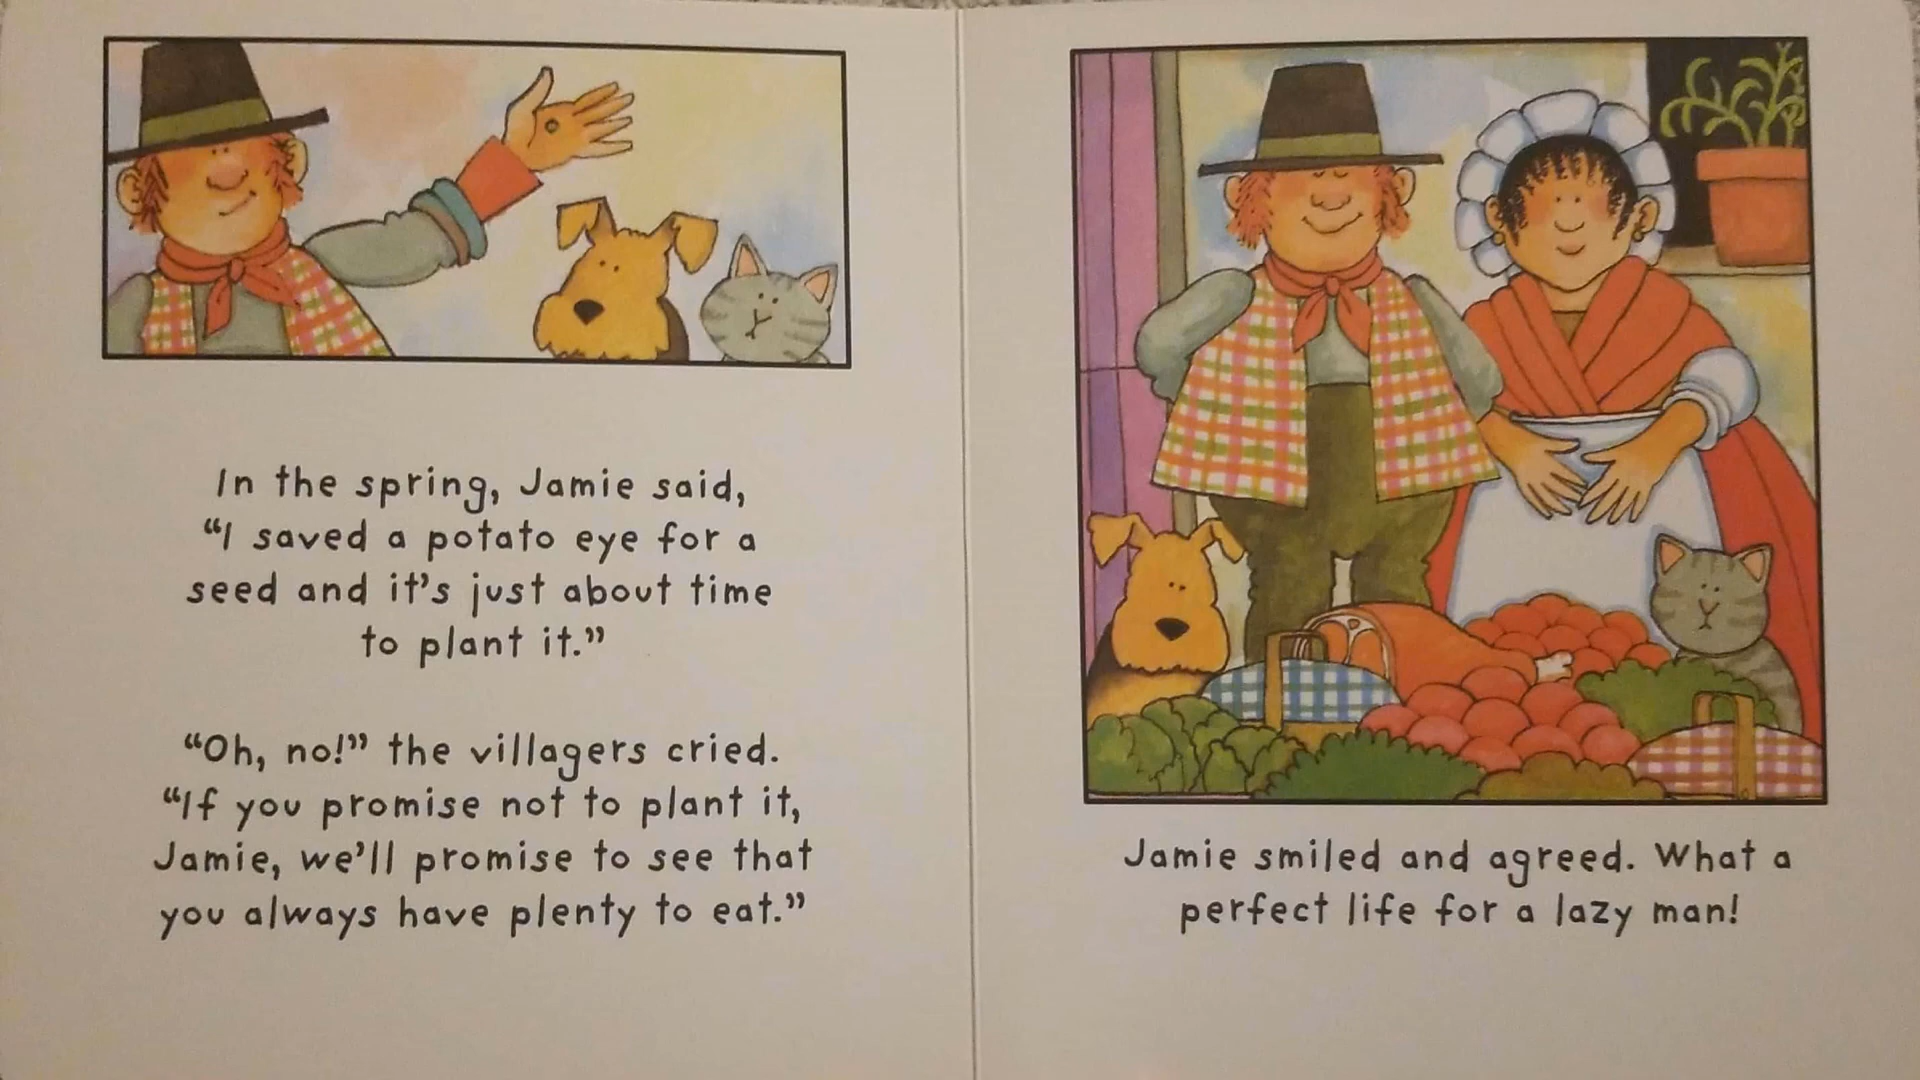 In the spring, Jamie said,
“I saved a potato eye for a
seed and it’s just about time
to plant it.”
“Oh, no!” the villagers cried.
“If you promise not to plant it,
Jamie, we’ll promise to see that
you always have plenty to eat.”
Jamie smiled and agreed. What a
perfect life for a lazy man!